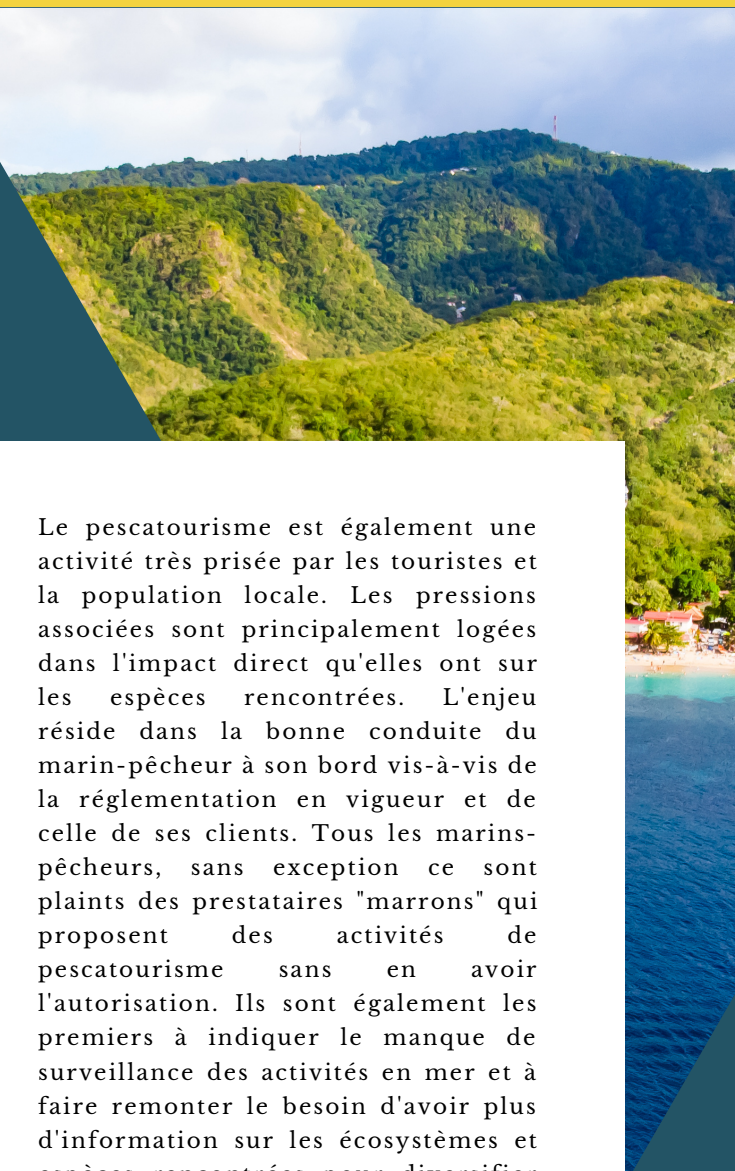 Le pescatourisme est également une
activité très prisée par les touristes et
la population locale. Les pressions
associées sont principalement logées
dans l'impact direct qu'elles ont sur
les espèces rencontrées. L'enjeu
réside dans la bonne conduite du
marin-pêcheur à son bord vis-à-vis de
la réglementation en vigueur et de
celle de ses clients. Tous les marins-
pêcheurs, sans exception ce sont
plaints des prestataires "marrons" qui
proposent des activités de
pescatourisme sans en avoir
l'autorisation. Ils sont également les
premiers à indiquer le manque de
surveillance des activités en mer et à
faire remonter le besoin d'avoir plus
d'information sur les écosystèmes et
espèces rencontrées pour diversifier